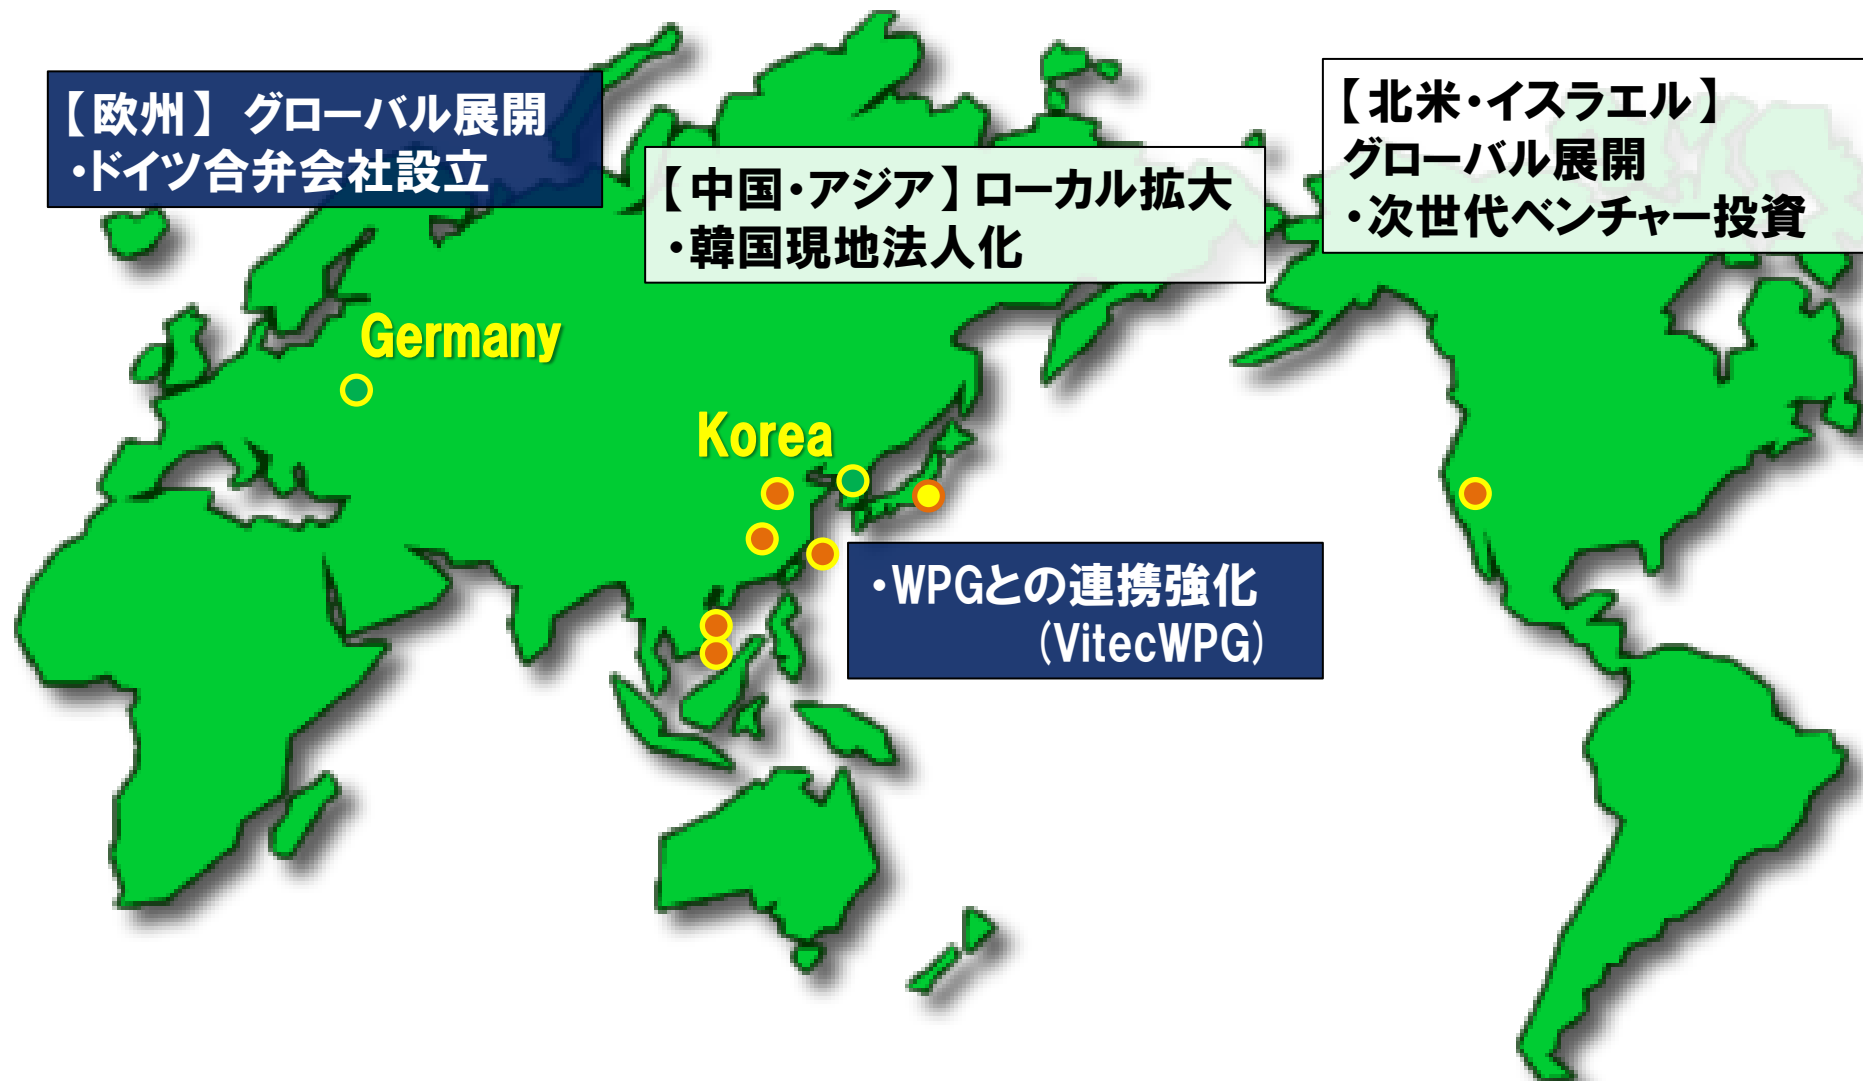 【欧州】 グローバル展開
・ドイツ合弁会社設立
【中国・アジア】ローカル拡大
・韓国現地法人化
【北米・イスラエル】
グローバル展開
・次世代ベンチャー投資
Germany
Korea
・WPGとの連携強化
(VitecWPG)